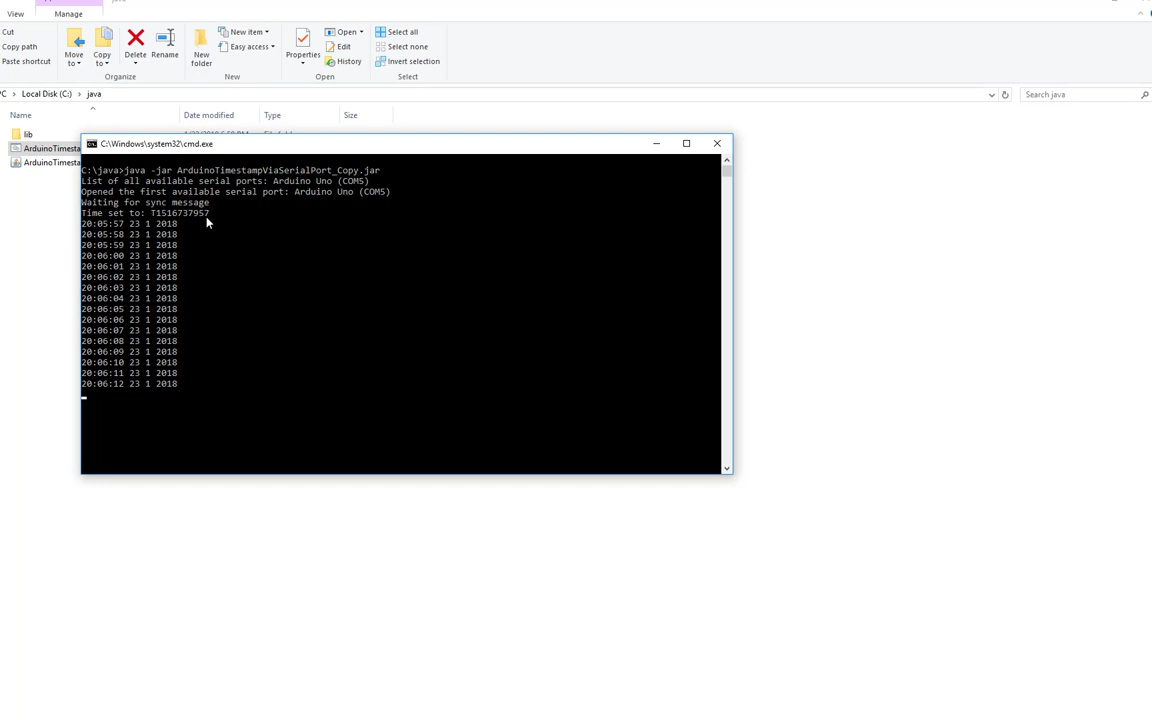 java
View Manage
Cut
Copy path
Paste shortcut
Move to
Copy to
Delete
Rename
Organize
New folder
New item
Easy access
New
Properties
Open
Edit
History
Open
Select all
Select none
Invert selection
Select
PC > Local Disk (C:) > java
Search java
Name Date modified Type Size
lib
ArduinoTimesta
ArduinoTimesta
C:\Windows\system32\cmd.exe
C:\java>java -jar ArduinoTimestampViaSerialPort_Copy.jar
List of all available serial ports: Arduino Uno (COM5)
Opened the first available serial port: Arduino Uno (COM5)
Waiting for sync message
Time set to: T1516737957
20:05:57 23 1 2018
20:05:58 23 1 2018
20:05:59 23 1 2018
20:06:00 23 1 2018
20:06:01 23 1 2018
20:06:02 23 1 2018
20:06:03 23 1 2018
20:06:04 23 1 2018
20:06:05 23 1 2018
20:06:06 23 1 2018
20:06:07 23 1 2018
20:06:08 23 1 2018
20:06:09 23 1 2018
20:06:10 23 1 2018
20:06:11 23 1 2018
20:06:12 23 1 2018